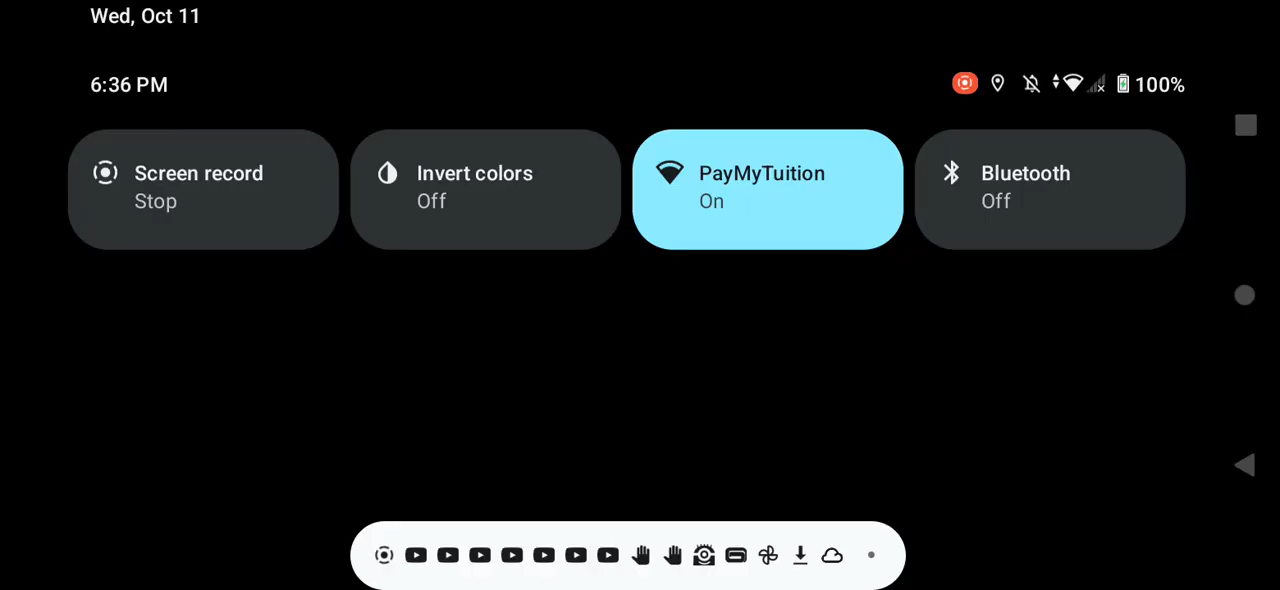 Wed, Oct 11
6:36 PM
100%
Screen record
Stop
Invert colors
Off
PayMyTuition
On
Bluetooth
Off